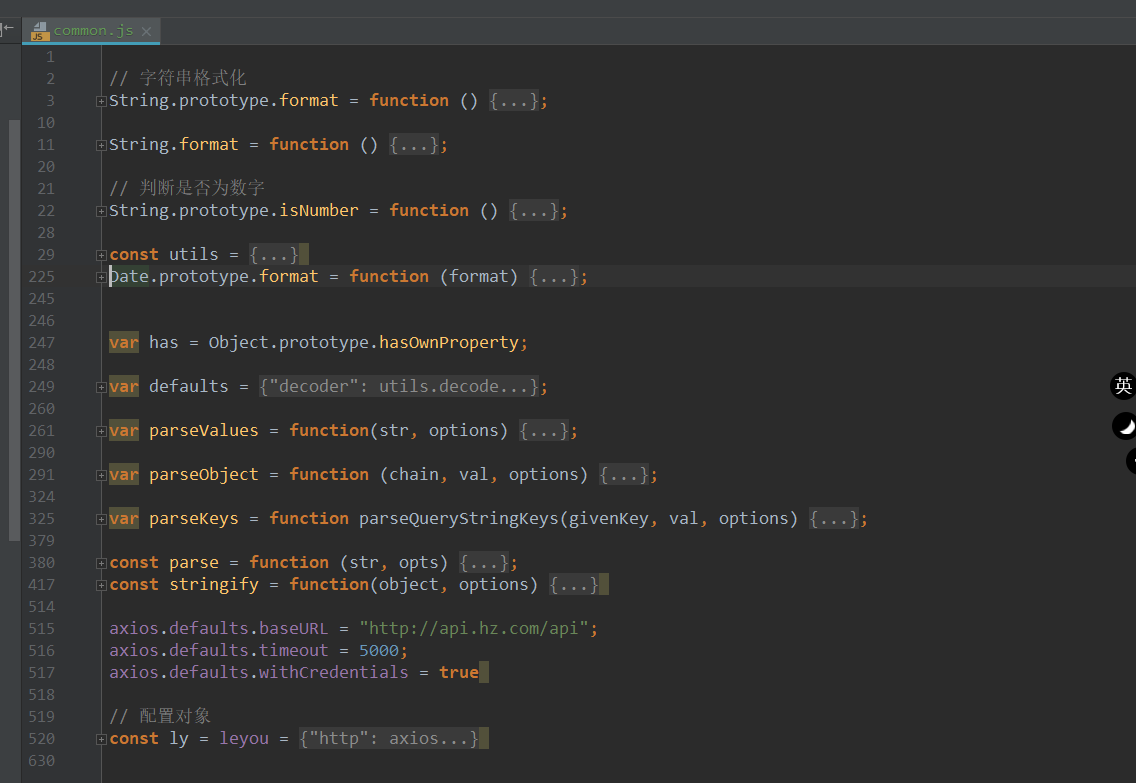 common.js
1
2 // 字符串格式化
3 String.prototype.format = function () {...};
10
11 String.format = function () {...};
20
21 // 判断是否为数字
22 String.prototype.isNumber = function () {...};
28
29 const utils = {...}
225 Date.prototype.format = function (format) {...};
245
246
247 var has = Object.prototype.hasOwnProperty;
248
249 var defaults = {"decoder": utils.decode...};
260
261 var parseValues = function(str, options) {...};
290
291 var parseObject = function (chain, val, options) {...};
324
325 var parseKeys = function parseQueryStringKeys(givenKey, val, options) {...};
379
380 const parse = function (str, opts) {...};
417 const stringify = function(object, options) {...}
514
515 axios.defaults.baseURL = "http://api.hz.com/api";
516 axios.defaults.timeout = 5000;
517 axios.defaults.withCredentials = true
518
519 // 配置对象
520 const ly = leyou = {"http": axios...}
630
英